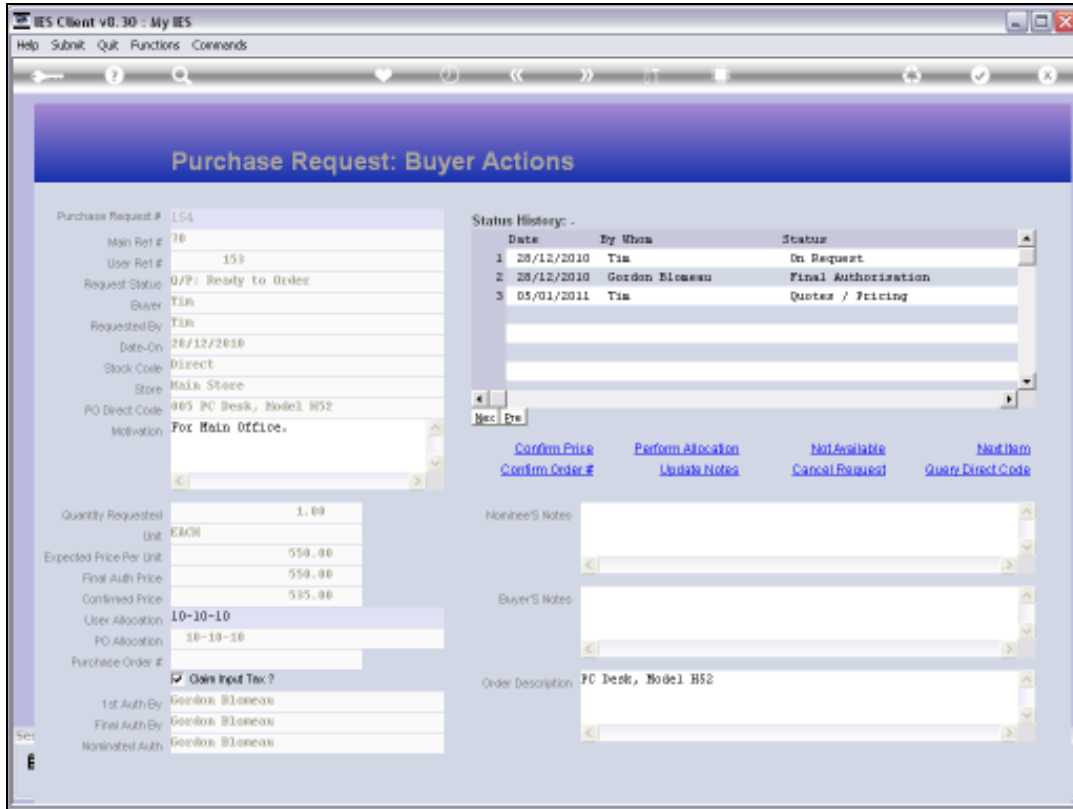 IES Client v8.30 : My IES
Help Submit Quit Functions Commands
Purchase Request: Buyer Actions
Purchase Request # 154
Main Ref # 70
User Ref # 153
Request Status O/P: Ready to Order
Buyer Tim
Requested By Tim
Date-On 28/12/2010
Stock Code Direct
Store Main Store
PO Direct Code 005 PC Desk, Model H52
Motivation For Main Office.
Status History: -
Date By Whom Status
1 28/12/2010 Tim On Request
2 28/12/2010 Gordon Blomeau Final Authorisation
3 05/01/2011 Tim Quotes / Pricing
Nex Pre
Confirm Price Perform Allocation Not Available Next Item
Confirm Order # Update Notes Cancel Request Query Direct Code
Quantity Requested 1.00
Unit EACH
Expected Price Per Unit 550.00
Final Auth Price 550.00
Confirmed Price 535.00
User Allocation 10-10-10
PO Allocation 10-10-10
Purchase Order #
Claim Input Tax ?
1st Auth By Gordon Blomeau
Final Auth By Gordon Blomeau
Nominated Auth Gordon Blomeau
Nominee'S Notes
Buyer'S Notes
Order Description PC Desk, Model H52